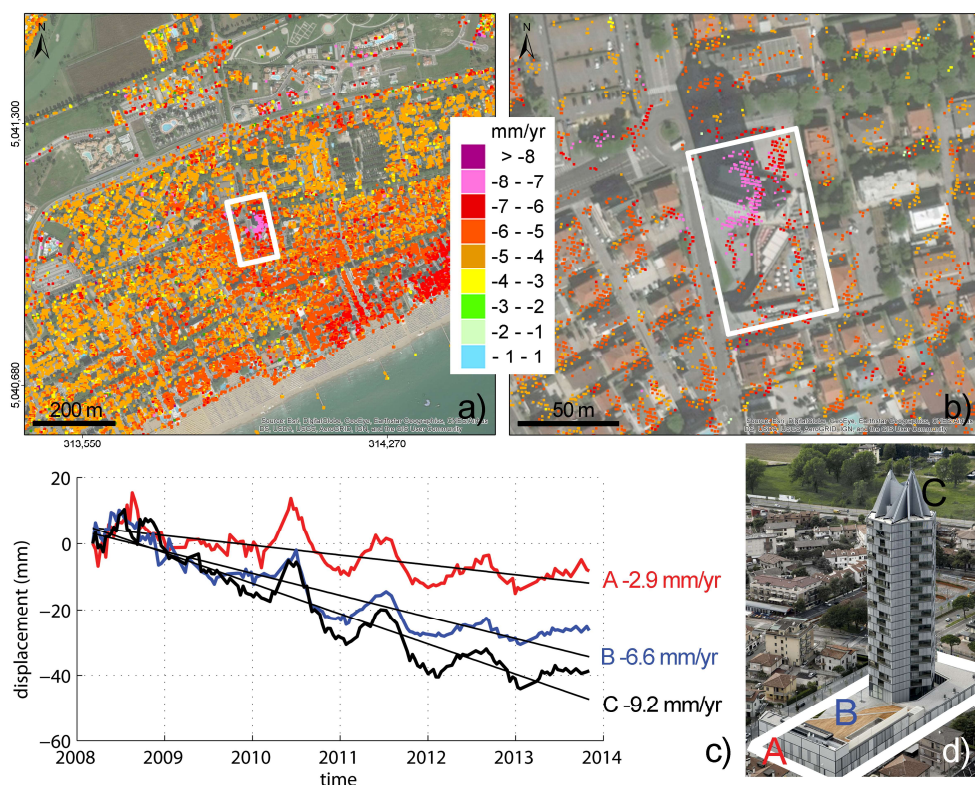 N
N
5,041,300
5,040,680
mm/yr
> -8
-8 - -7
-7 - -6
-6 - -5
-5 - -4
-4 - -3
-3 - -2
-2 - -1
- 1 - 1
200 m
a)
50 m
b)
313,550
314,270
20
0
−20
−40
−60
displacement (mm)
2008
2009
2010
2011
2012
2013
2014
time
A -2.9 mm/yr
B -6.6 mm/yr
C -9.2 mm/yr
c)
C
B
A
d)